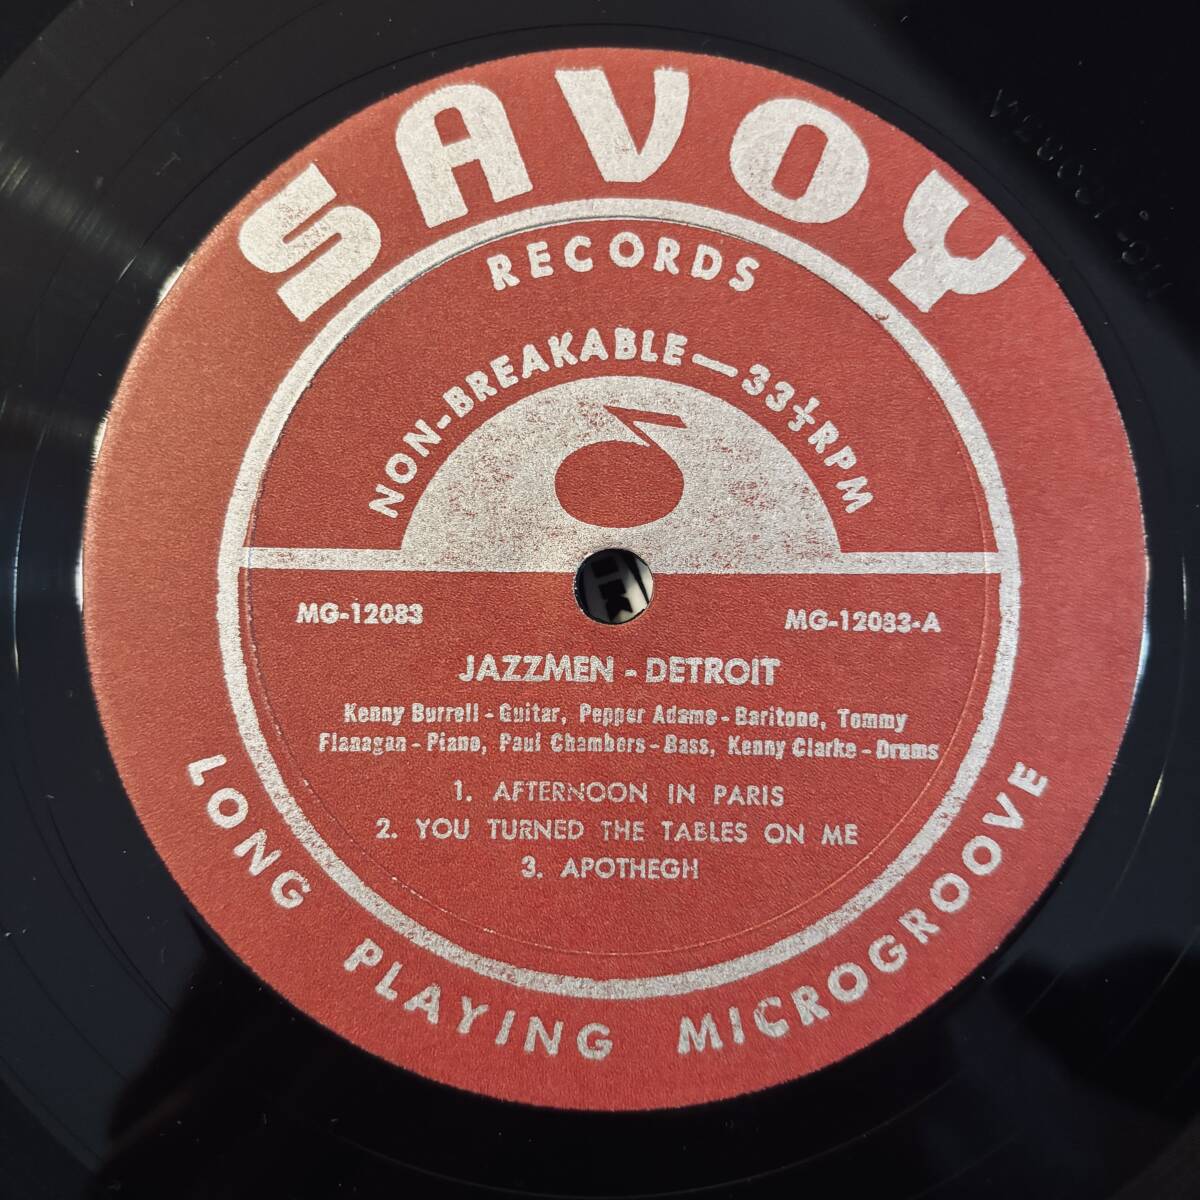 SAVOY
RECORDS
NON-BREAKABLE—33⅓RPM
MG-12083
MG-12083-A
JAZZMEN - DETROIT
Kenny Burrell - Guitar, Pepper Adams - Baritone, Tommy
Flanagan - Piano, Paul Chambers - Bass, Kenny Clarke - Drums
1. AFTERNOON IN PARIS
2. YOU TURNED THE TABLES ON ME
3. APOTHEGH
LONG PLAYING MICROGROOVE